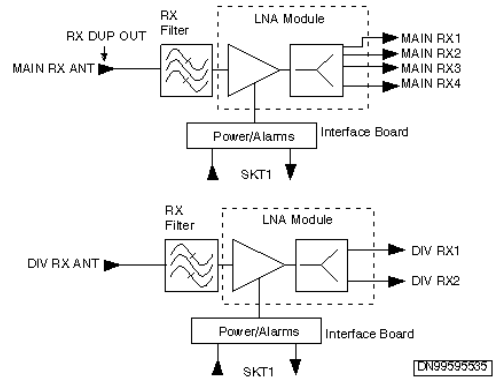 RX DUP OUT
RX
Filter
LNA Module
MAIN RX ANT
MAIN RX1
MAIN RX2
MAIN RX3
MAIN RX4
Power/Alarms
Interface Board
SKT1
RX
Filter
LNA Module
DIV RX ANT
DIV RX1
DIV RX2
Power/Alarms
Interface Board
SKT1
DN99595535